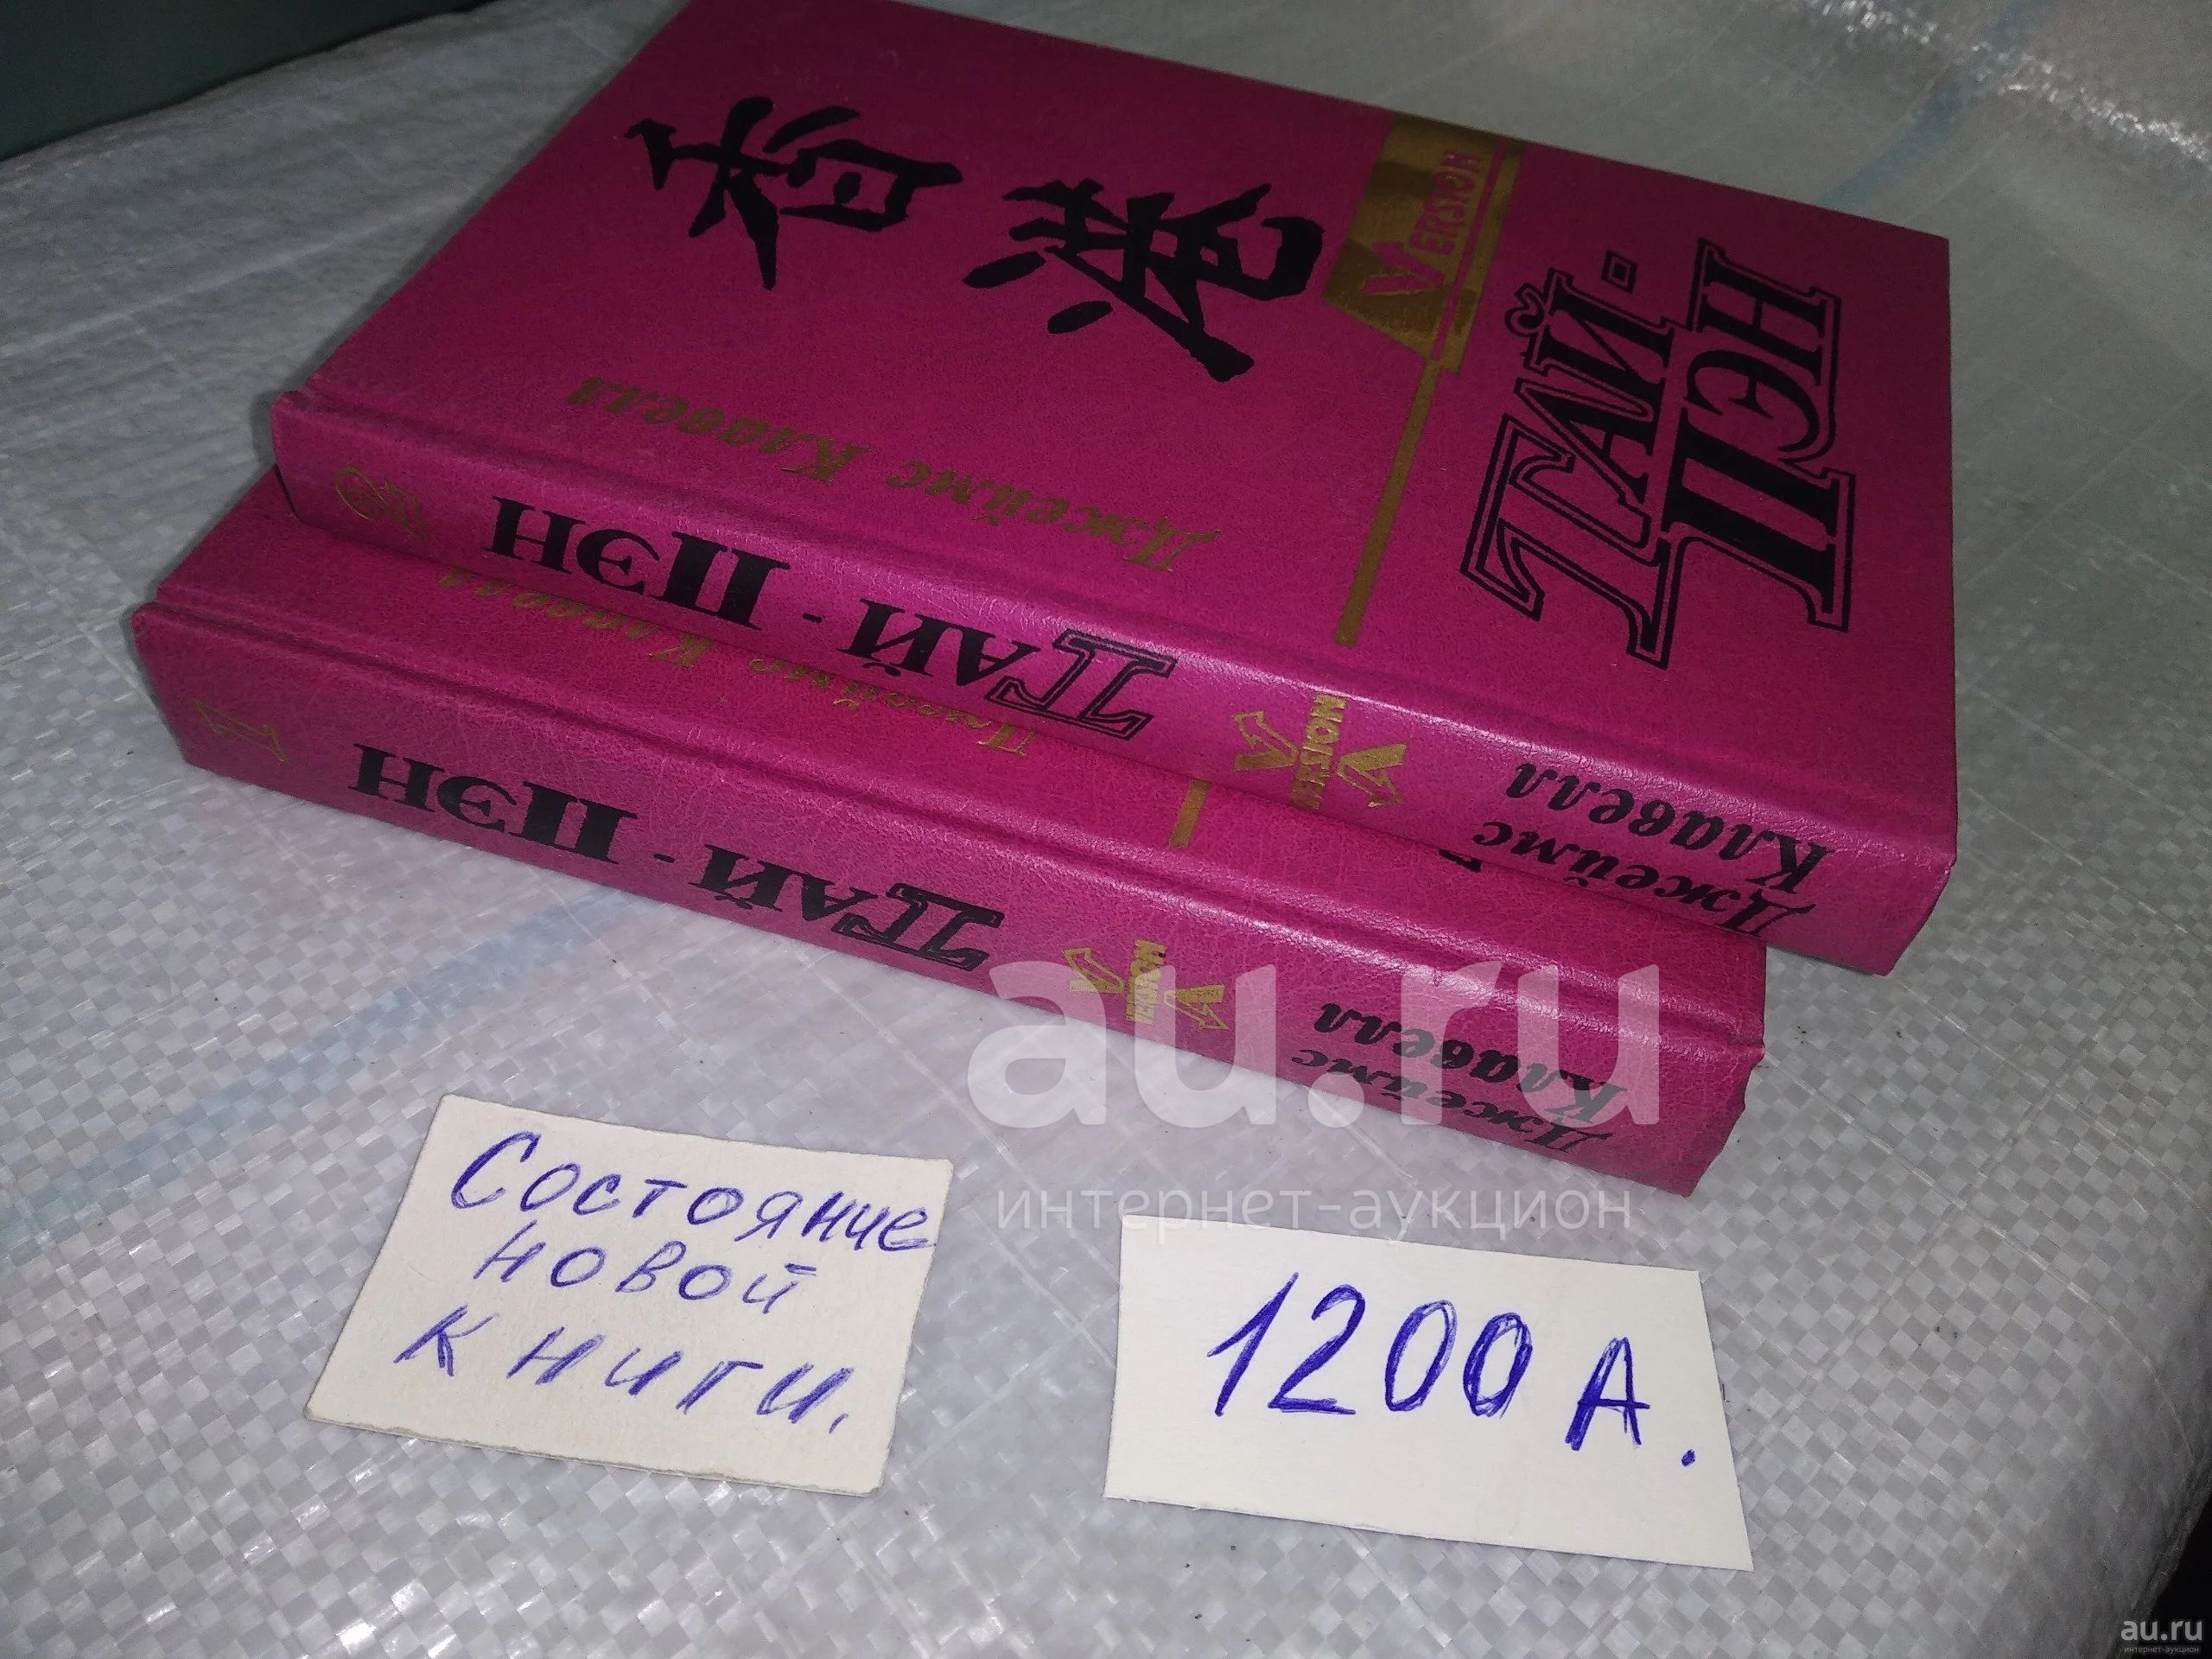 香港
VERSION
ТАЙ-
ПЭН
Джеймс Клавелл
Джеймс
Клавелл
VERSION
ТАЙ-ПЭН
Джеймс Клавелл
Джеймс
Клавелл
VERSION
ТАЙ-ПЭН
1
au.ru
интернет-аукцион
Состояние
новой
книги.
1200 А.
au.ru
интернет-аукцион